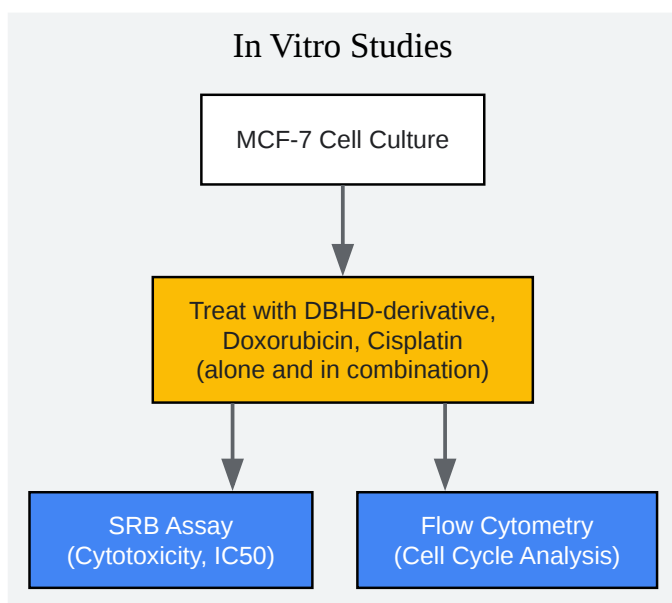 In Vitro Studies
MCF-7 Cell Culture
Treat with DBHD-derivative,
Doxorubicin, Cisplatin
(alone and in combination)
SRB Assay
(Cytotoxicity, IC50)
Flow Cytometry
(Cell Cycle Analysis)